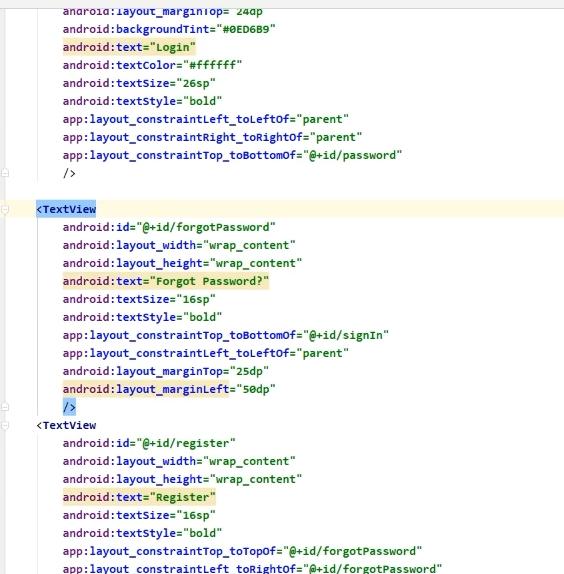 android:layout_marginTop="24dp"
android:backgroundTint="#0ED6B9"
android:text="Login"
android:textColor="#ffffff"
android:textSize="26sp"
android:textStyle="bold"
app:layout_constraintLeft_toLeftOf="parent"
app:layout_constraintRight_toRightOf="parent"
app:layout_constraintTop_toBottomOf="@+id/password"
/>
<TextView
android:id="@+id/forgotPassword"
android:layout_width="wrap_content"
android:layout_height="wrap_content"
android:text="Forgot Password?"
android:textSize="16sp"
android:textStyle="bold"
app:layout_constraintTop_toBottomOf="@+id/signIn"
app:layout_constraintLeft_toLeftOf="parent"
android:layout_marginTop="25dp"
android:layout_marginLeft="50dp"
/>
<TextView
android:id="@+id/register"
android:layout_width="wrap_content"
android:layout_height="wrap_content"
android:text="Register"
android:textSize="16sp"
android:textStyle="bold"
app:layout_constraintTop_toTopOf="@+id/forgotPassword"
app:layout_constraintLeft_toRightOf="@+id/forgotPassword"